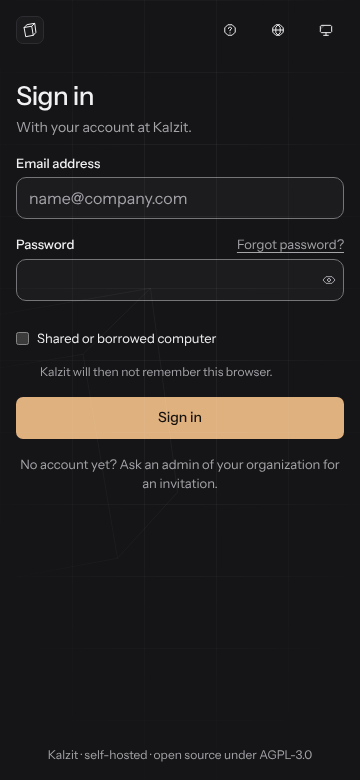 Sign in
With your account at Kalzit.
Email address
name@company.com
Password
Forgot password?
Shared or borrowed computer
Kalzit will then not remember this browser.
Sign in
No account yet? Ask an admin of your organization for
an invitation.
Kalzit · self-hosted · open source under AGPL-3.0